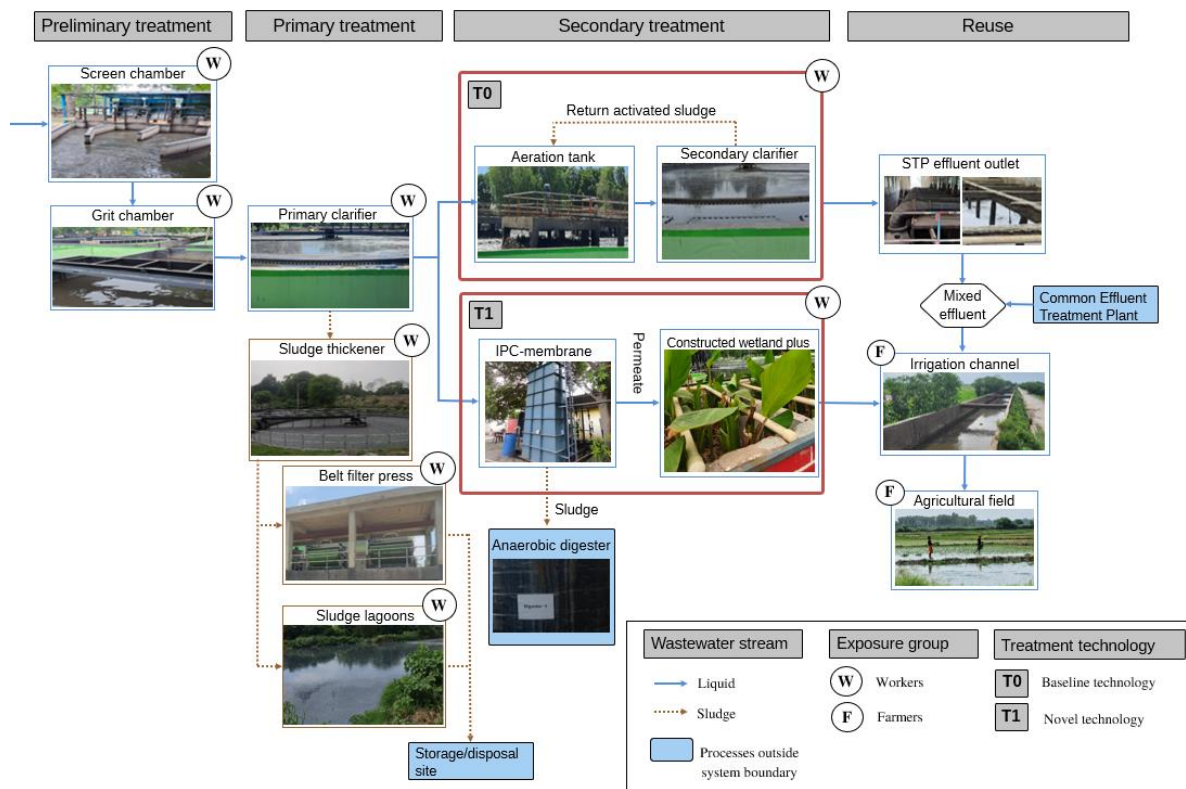 Preliminary treatment
Primary treatment
Secondary treatment
Reuse
Screen chamber
W
Grit chamber
W
Primary clarifier
W
Sludge thickener
W
Belt filter press
W
Sludge lagoons
W
Storage/disposal
site
T0
W
Return activated sludge
Aeration tank
Secondary clarifier
T1
W
IPC-membrane
Permeate
Constructed wetland plus
Sludge
Anaerobic digester
STP effluent outlet
Mixed
effluent
Common Effluent
Treatment Plant
F
Irrigation channel
F
Agricultural field
Wastewater stream
Liquid
Sludge
Processes outside
system boundary
Exposure group
W
Workers
F
Farmers
Treatment technology
T0
Baseline technology
T1
Novel technology